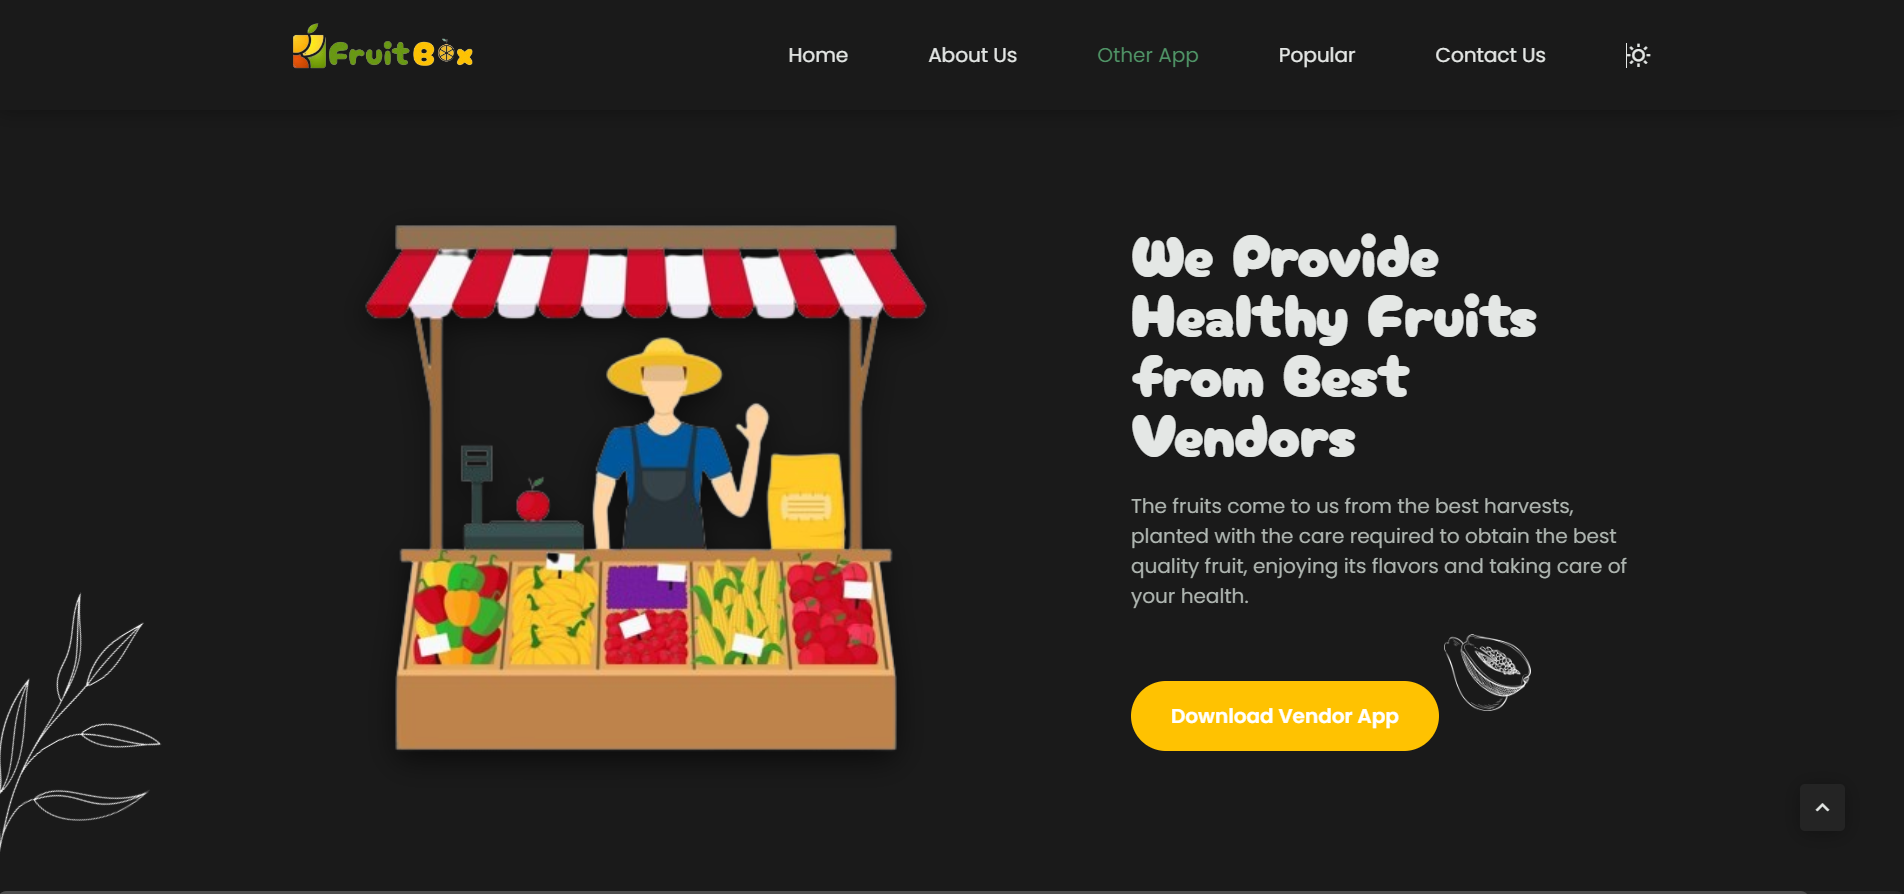 FruitBox
Home
About Us
Other App
Popular
Contact Us
We Provide
Healthy Fruits
from Best
Vendors
The fruits come to us from the best harvests,
planted with the care required to obtain the best
quality fruit, enjoying its flavors and taking care of
your health.
Download Vendor App